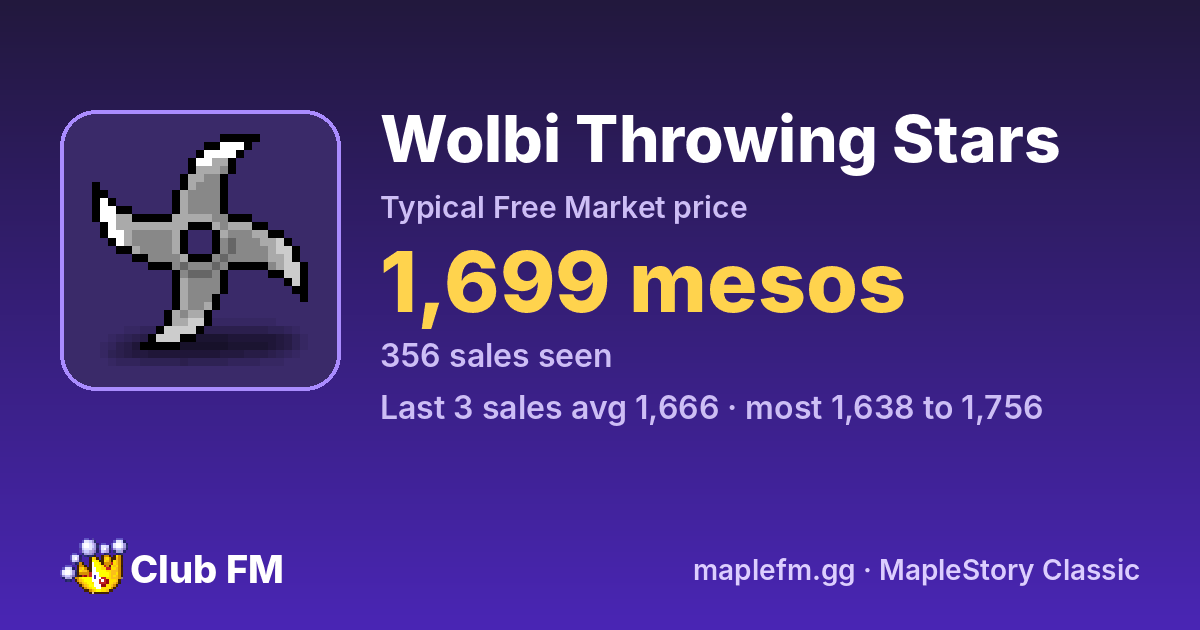 Wolbi Throwing Stars
Typical Free Market price
1,699 mesos
356 sales seen
Last 3 sales avg 1,666 · most 1,638 to 1,756
Club FM
maplefm.gg · MapleStory Classic